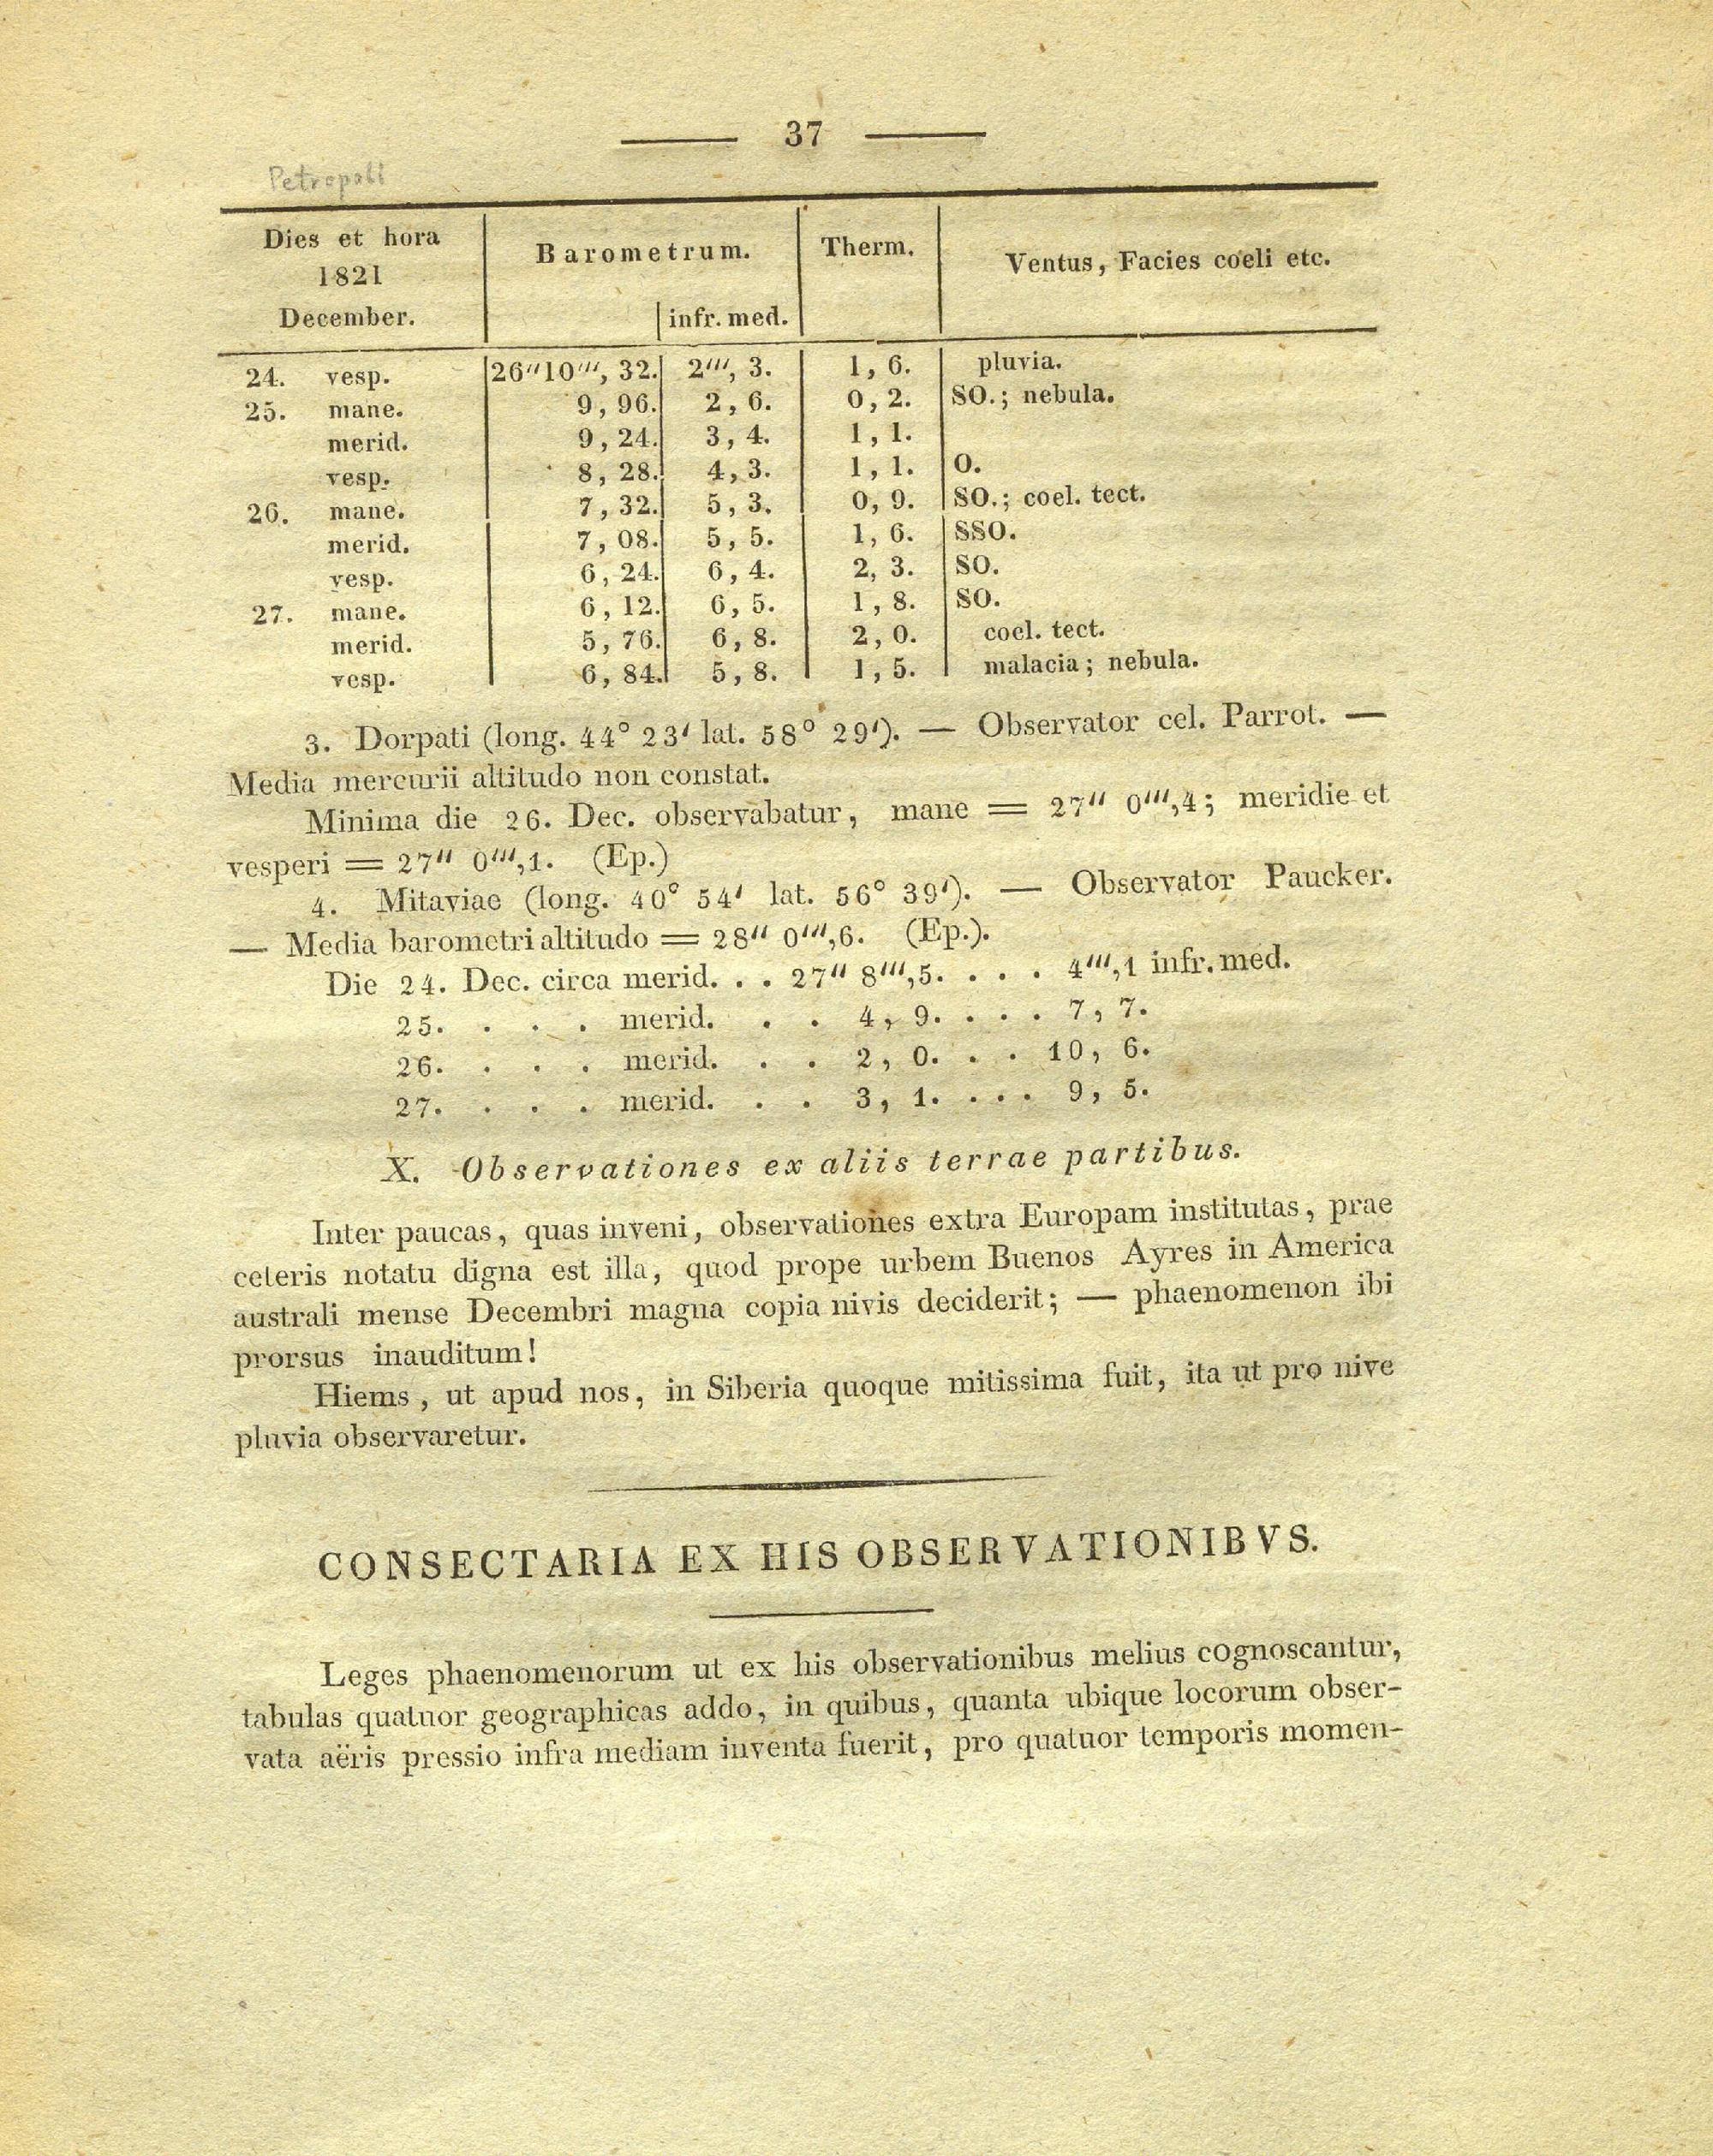 37
Petropoli
Dies et hora 1821 December. | Barometrum. | infr. med. | Therm. | Ventus, Facies coeli etc.
24. vesp. | 26″10‴, 32. | 2‴, 3. | 1, 6. | pluvia.
25. mane. | 9, 96. | 2, 6. | 0, 2. | SO.; nebula.
merid. | 9, 24. | 3, 4. | 1, 1. |
vesp. | 8, 28. | 4, 3. | 1, 1. | O.
26. mane. | 7, 32. | 5, 3. | 0, 9. | SO.; coel. tect.
merid. | 7, 08. | 5, 5. | 1, 6. | SSO.
vesp. | 6, 24. | 6, 4. | 2, 3. | SO.
27. mane. | 6, 12. | 6, 5. | 1, 8. | SO.
merid. | 5, 76. | 6, 8. | 2, 0. | coel. tect.
vesp. | 6, 84. | 5, 8. | 1, 5. | malacia; nebula.
3. Dorpati (long. 44° 23′ lat. 58° 29′). — Observator cel. Parrot. —
Media mercurii altitudo non constat.
Minima die 26. Dec. observabatur, mane = 27″ 0‴,4; meridie et
vesperi = 27″ 0‴,1. (Ep.)
4. Mitaviae (long. 40° 54′ lat. 56° 39′). — Observator Paucker.
— Media barometri altitudo = 28″ 0‴,6. (Ep.).
Die 24. Dec. circa merid. . . 27″ 8‴,5. . . . 4‴,1 infr. med.
25. . . . merid. . . 4, 9. . . . 7, 7.
26. . . . merid. . . 2, 0. . . 10, 6.
27. . . . merid. . . 3, 1. . . . 9, 5.
X. Observationes ex aliis terrae partibus.
Inter paucas, quas inveni, observationes extra Europam institutas, prae
ceteris notatu digna est illa, quod prope urbem Buenos Ayres in America
australi mense Decembri magna copia nivis deciderit; — phaenomenon ibi
prorsus inauditum!
Hiems, ut apud nos, in Siberia quoque mitissima fuit, ita ut pro nive
pluvia observaretur.
CONSECTARIA EX HIS OBSERVATIONIBVS.
Leges phaenomenorum ut ex his observationibus melius cognoscantur,
tabulas quatuor geographicas addo, in quibus, quanta ubique locorum obser-
vata aëris pressio infra mediam inventa fuerit, pro quatuor temporis momen-